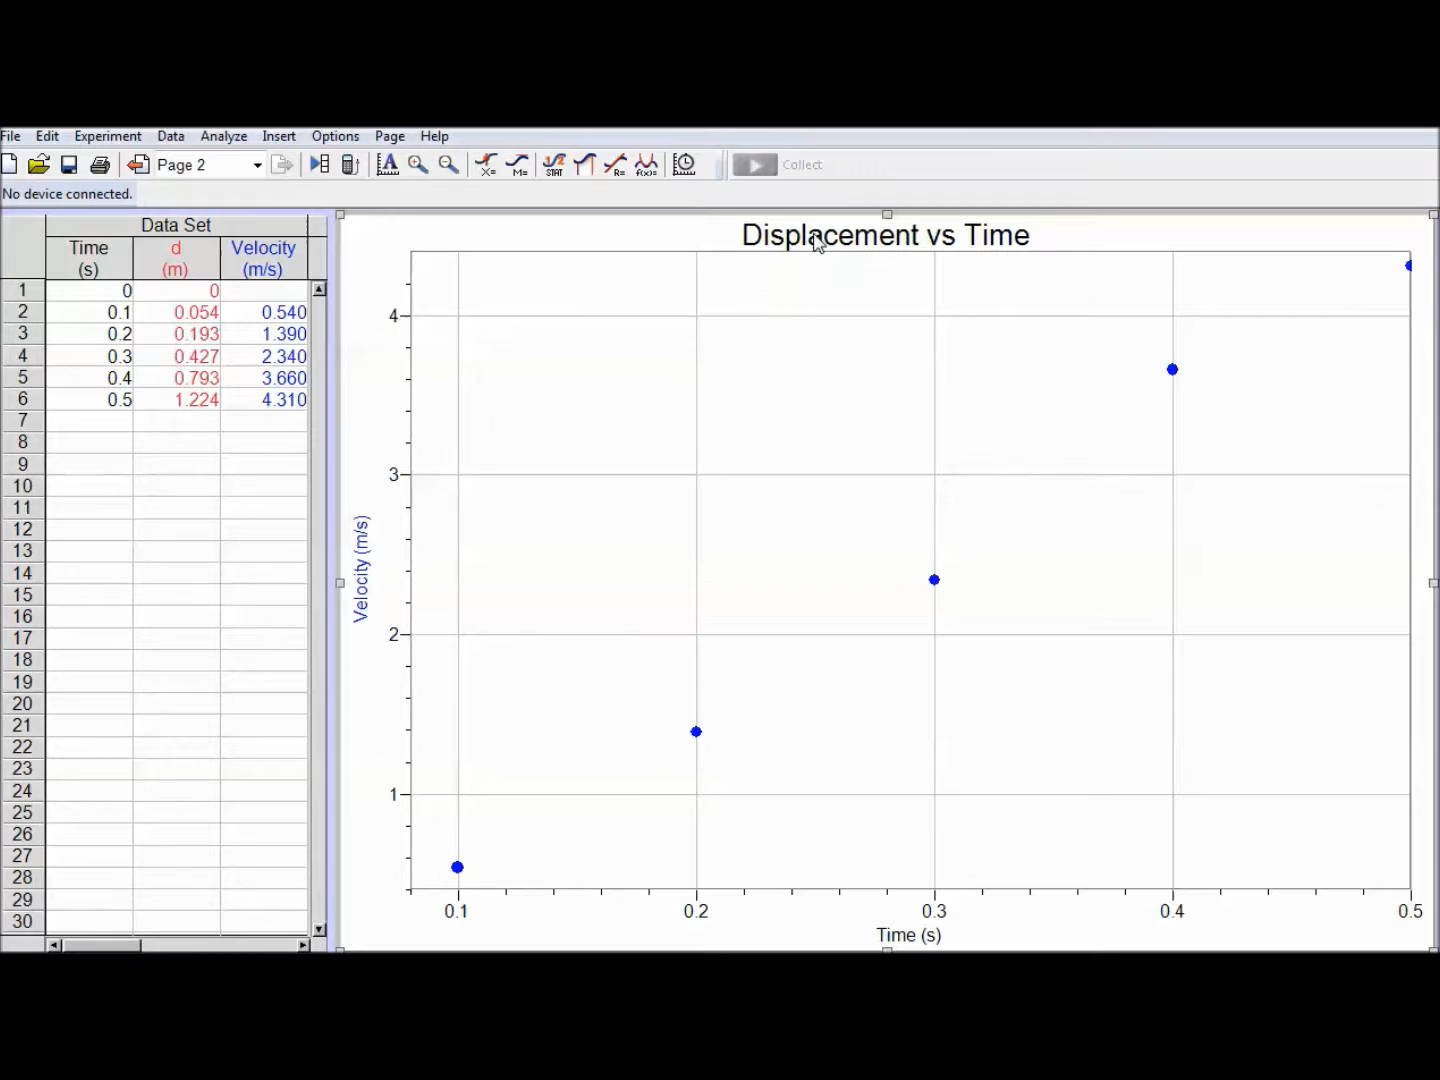 File Edit Experiment Data Analyze Insert Options Page Help
Page 2 Collect
No device connected.
Data Set
Time d Velocity
(s) (m) (m/s)
1 0 0
2 0.1 0.054 0.540
3 0.2 0.193 1.390
4 0.3 0.427 2.340
5 0.4 0.793 3.660
6 0.5 1.224 4.310
7
8
9
10
11
12
13
14
15
16
17
18
19
20
21
22
23
24
25
26
27
28
29
30
Displacement vs Time
Velocity (m/s)
4
3
2
1
0.1 0.2 0.3 0.4 0.5
Time (s)